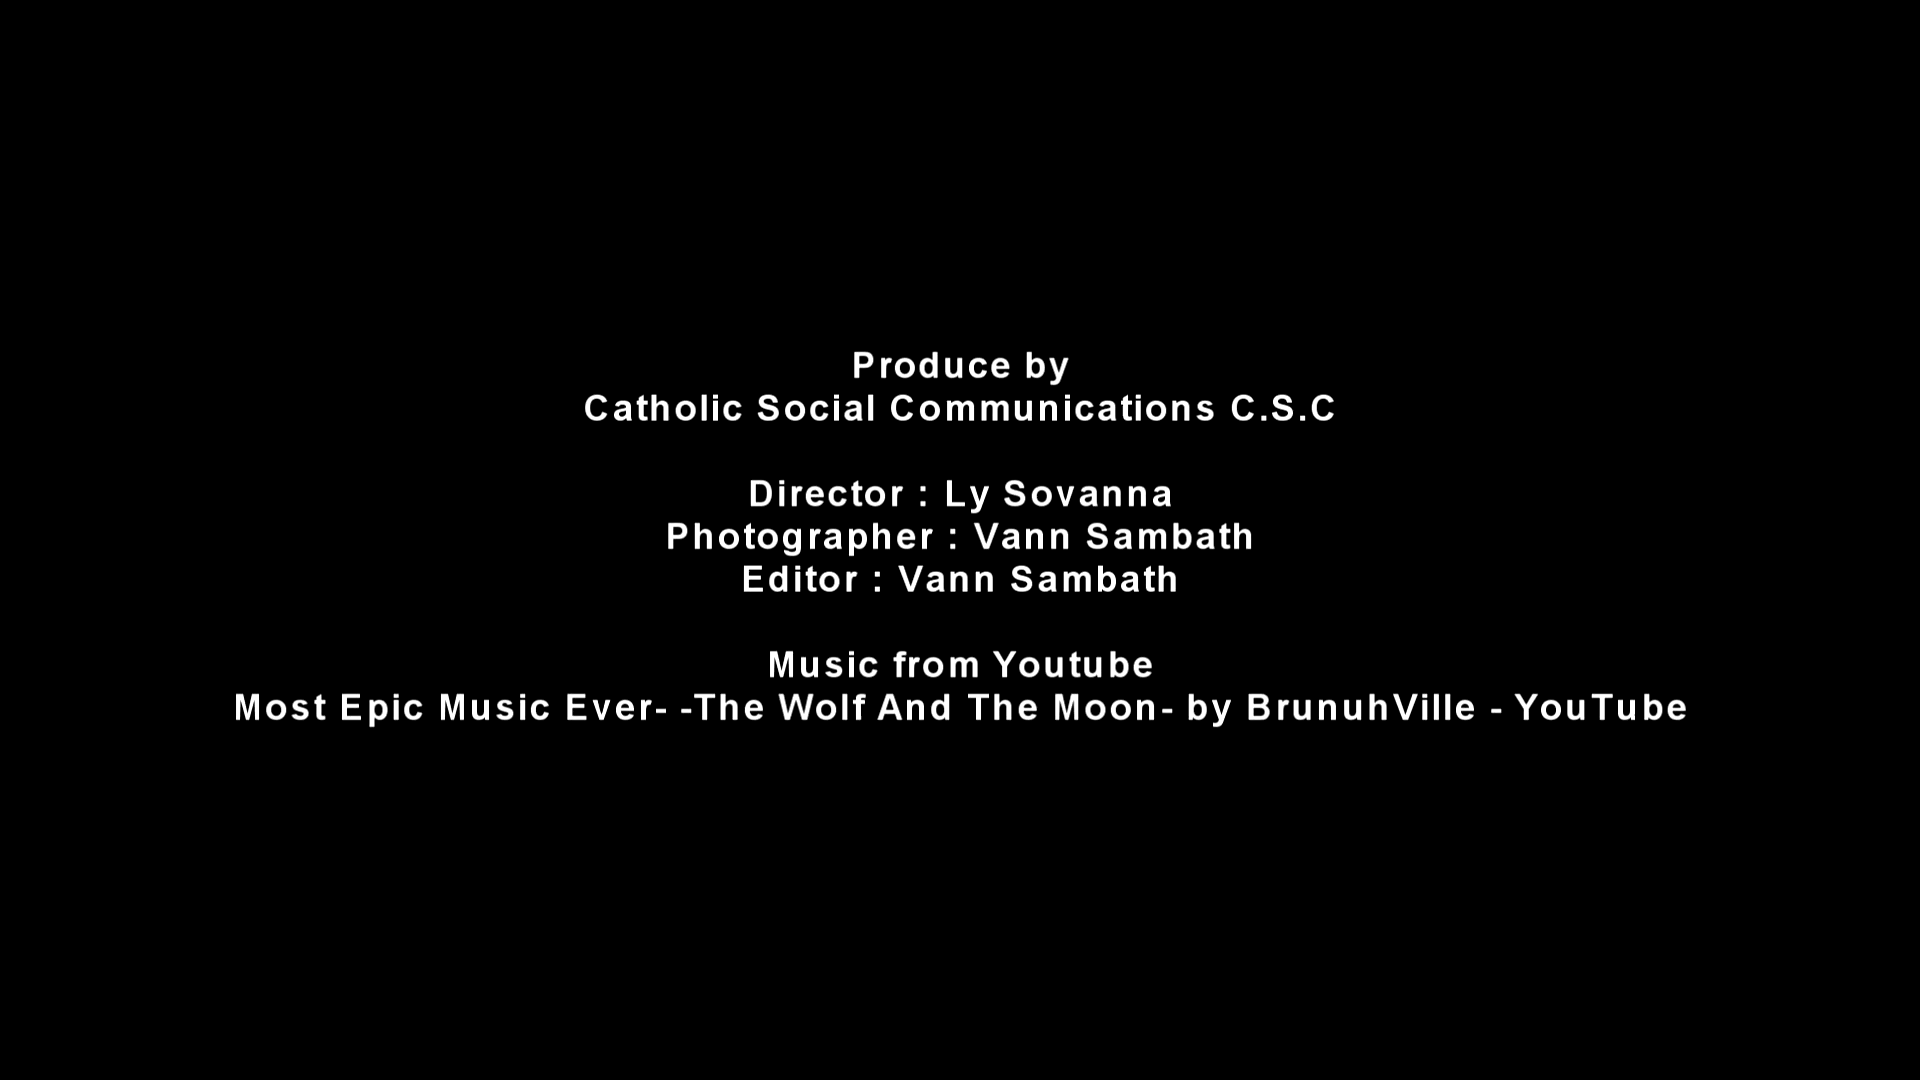 Produce by
Catholic Social Communications C.S.C
Director : Ly Sovanna
Photographer : Vann Sambath
Editor : Vann Sambath
Music from Youtube
Most Epic Music Ever- -The Wolf And The Moon- by BrunuhVille - YouTube